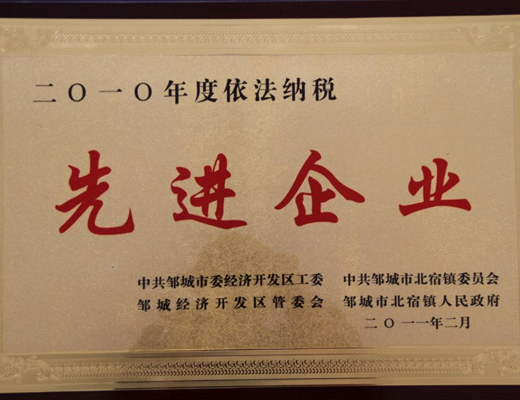 二〇一〇年度依法纳税
先进企业
中共邹城市委经济开发区工委 中共邹城市北宿镇委员会
邹城经济开发区管委会 邹城市北宿镇人民政府
二〇一一年二月